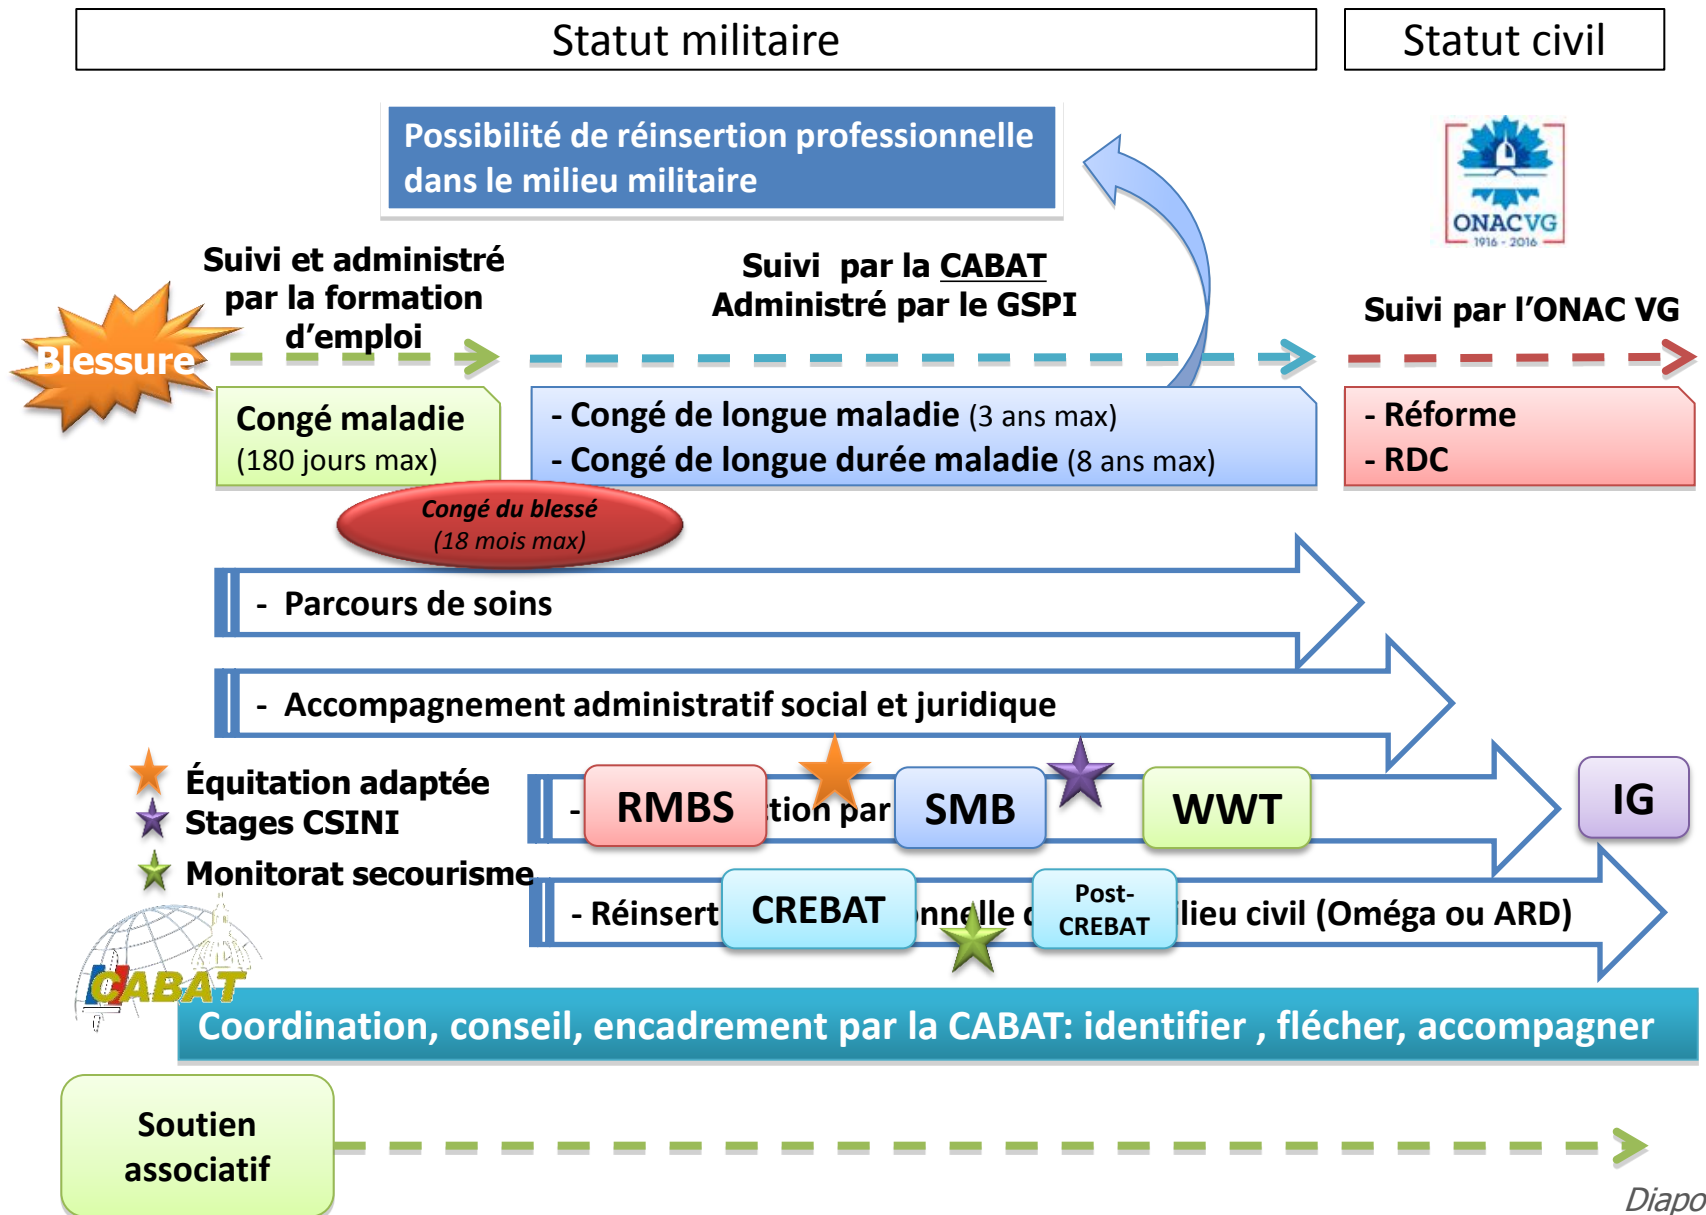 Statut militaire
Statut civil
Possibilité de réinsertion professionnelle
dans le milieu militaire
ONACVG
1916 - 2016
Suivi et administré
par la formation
d'emploi
Suivi par la CABAT
Administré par le GSPI
Suivi par l'ONAC VG
Blessure
Congé maladie
(180 jours max)
- Congé de longue maladie (3 ans max)
- Congé de longue durée maladie (8 ans max)
- Réforme
- RDC
Congé du blessé
(18 mois max)
- Parcours de soins
- Accompagnement administratif social et juridique
Équitation adaptée
Stages CSINI
Monitorat secourisme
- RMBS ction par SMB WWT
IG
- Réinsert CREBAT onnelle d Post-CREBAT ilieu civil (Oméga ou ARD)
CABAT
Coordination, conseil, encadrement par la CABAT: identifier , flécher, accompagner
Soutien
associatif
Diapo